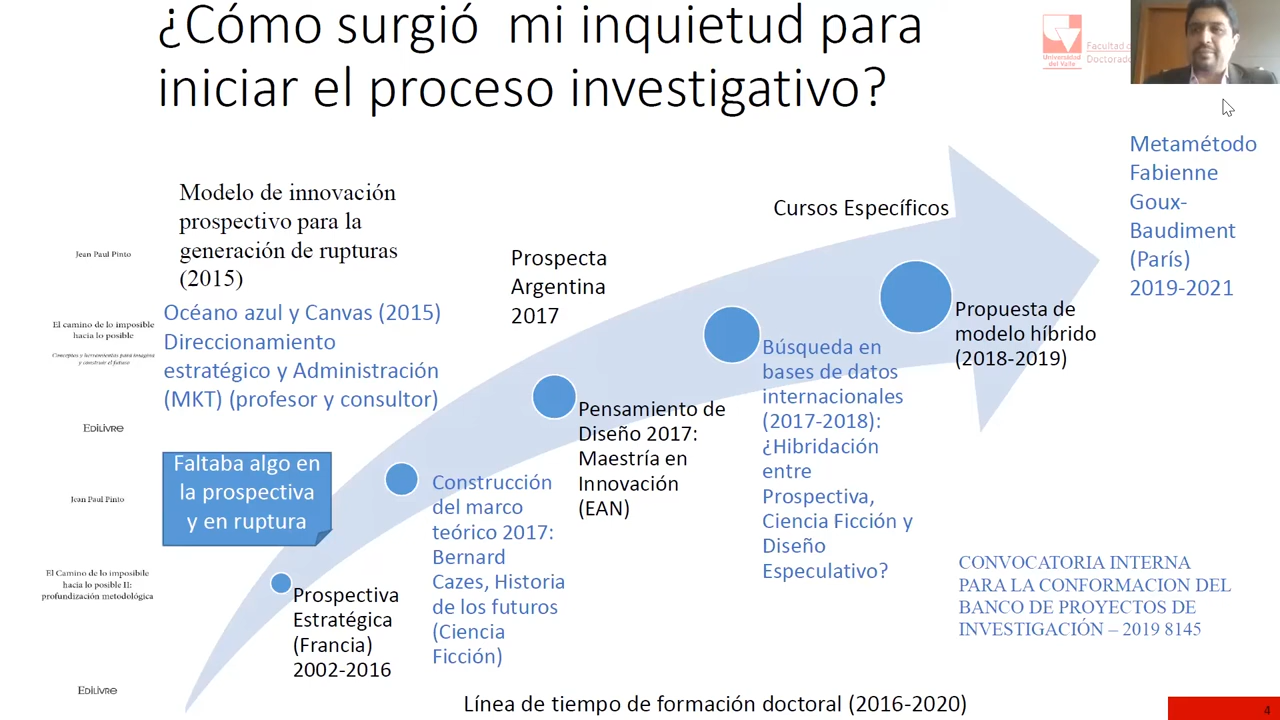 ¿Cómo surgió mi inquietud para
iniciar el proceso investigativo?
Universidad
del Valle
Facultad
Doctorado
Modelo de innovación
prospectivo para la
generación de rupturas
(2015)
Océano azul y Canvas (2015)
Direccionamiento
estratégico y Administración
(MKT) (profesor y consultor)
Jean Paul Pinto
El camino de lo imposible
hacia lo posible
Conceptos y herramientas para imaginar
y construir el futuro
EDILIVRE
Jean Paul Pinto
El Camino de lo imposible
hacia lo posible II:
profundización metodológica
EDILIVRE
Faltaba algo en
la prospectiva
y en ruptura
Prospectiva
Estratégica
(Francia)
2002-2016
Construcción
del marco
teórico 2017:
Bernard
Cazes, Historia
de los futuros
(Ciencia
Ficción)
Prospecta
Argentina
2017
Pensamiento de
Diseño 2017:
Maestría en
Innovación
(EAN)
Búsqueda en
bases de datos
internacionales
(2017-2018):
¿Hibridación
entre
Prospectiva,
Ciencia Ficción y
Diseño
Especulativo?
Cursos Específicos
Propuesta de
modelo híbrido
(2018-2019)
Metamétodo
Fabienne
Goux-
Baudiment
(París)
2019-2021
CONVOCATORIA INTERNA
PARA LA CONFORMACION DEL
BANCO DE PROYECTOS DE
INVESTIGACIÓN – 2019 8145
Línea de tiempo de formación doctoral (2016-2020)
4